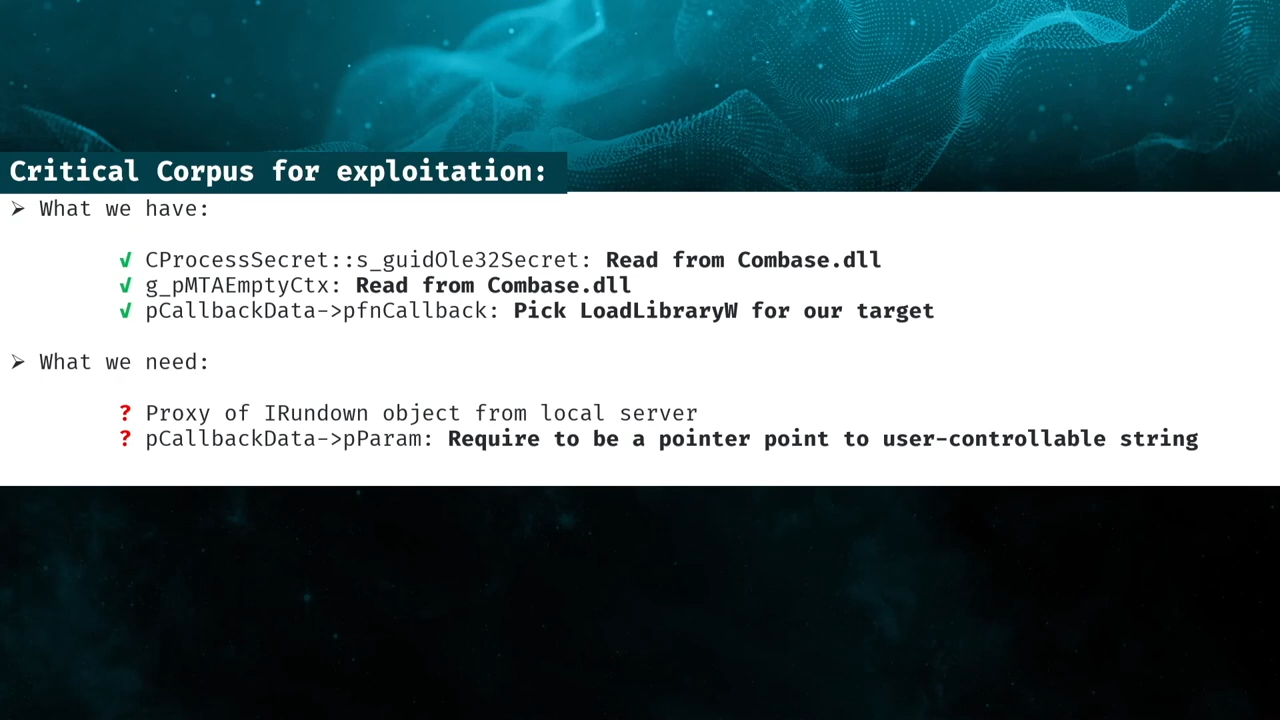 Critical Corpus for exploitation:
➢ What we have:
✓ CProcessSecret::s_guidOle32Secret: Read from Combase.dll
✓ g_pMTAEmptyCtx: Read from Combase.dll
✓ pCallbackData->pfnCallback: Pick LoadLibraryW for our target
➢ What we need:
? Proxy of IRundown object from local server
? pCallbackData->pParam: Require to be a pointer point to user-controllable string